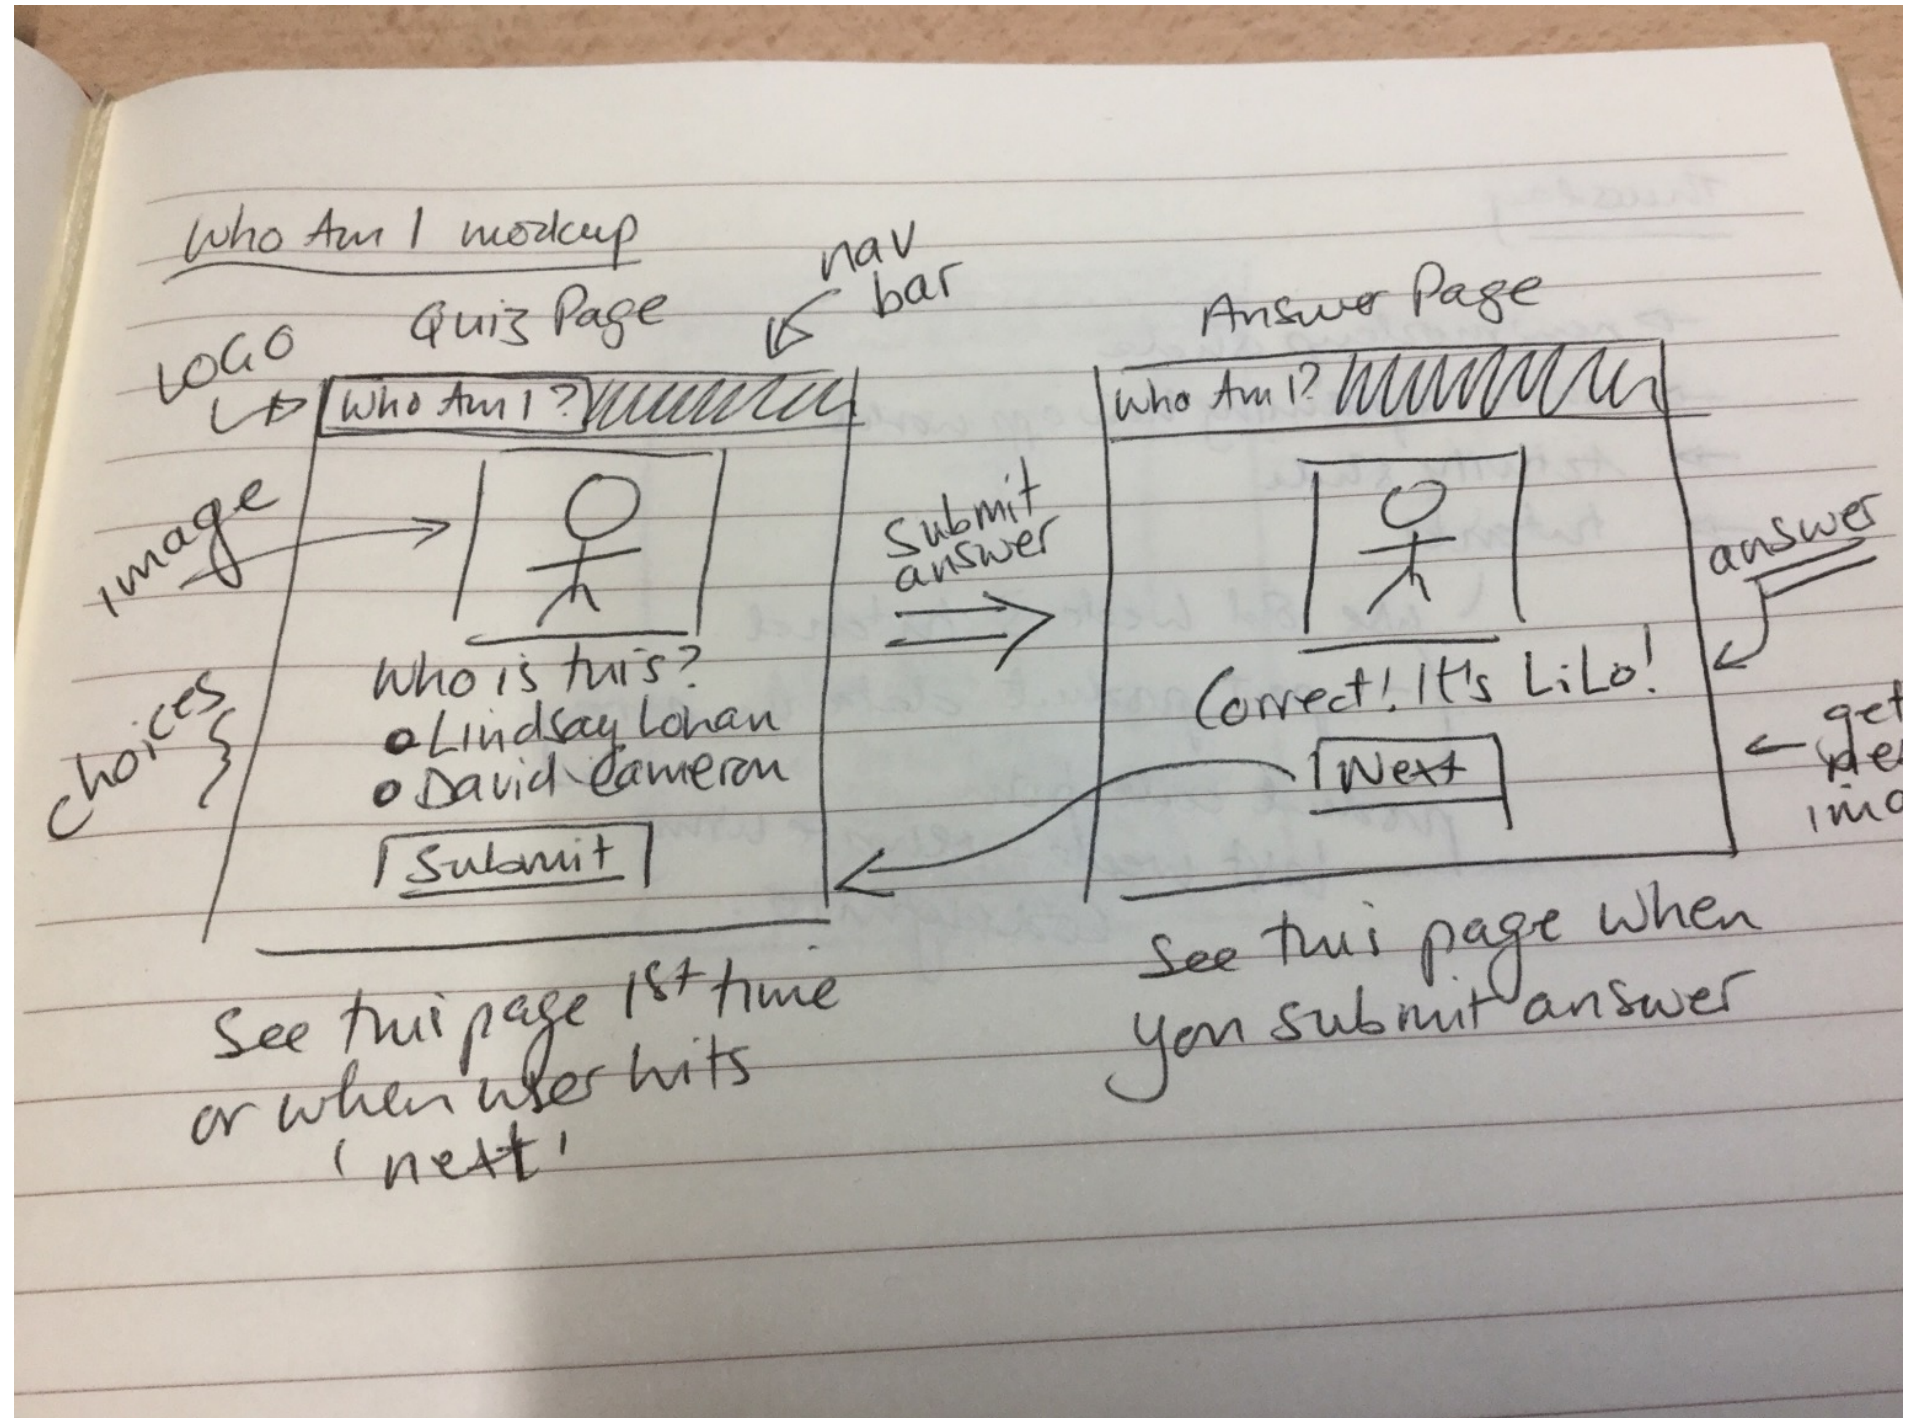 Who Am I mockup
Quiz Page
nav
bar
LOGO
Who Am I?
image
Who is this?
Lindsay Lohan
David Cameron
choices
Submit
See this page 1st time
or when user hits
'next'
Submit
answer
Answer Page
Who Am I?
answer
Correct! It's LiLo!
Next
get
See this page when
you submit answer